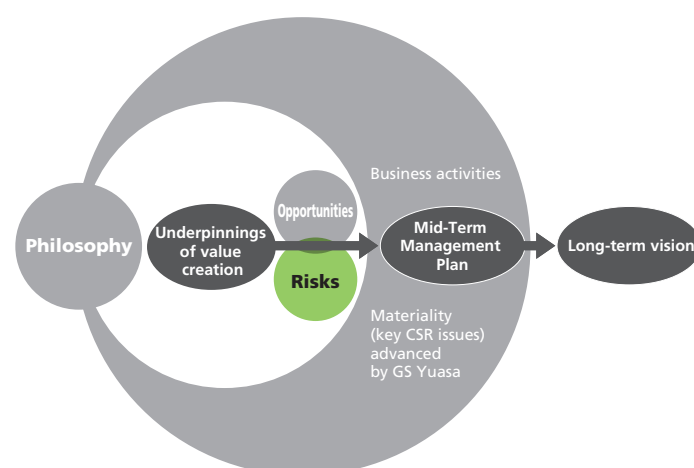 Philosophy
Underpinnings
of value
creation
Opportunities
Risks
Business activities
Mid-Term
Management
Plan
Materiality
(key CSR issues)
advanced
by GS Yuasa
Long-term vision